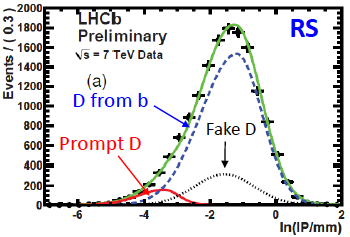 Events / ( 0.3 )
2000
1800
1600
1400
1200
1000
800
600
400
200
0
LHCb
Preliminary
√s = 7 TeV Data
RS
(a)
D from b
Prompt D
Fake D
-6 -4 -2 0 2
ln(IP/mm)